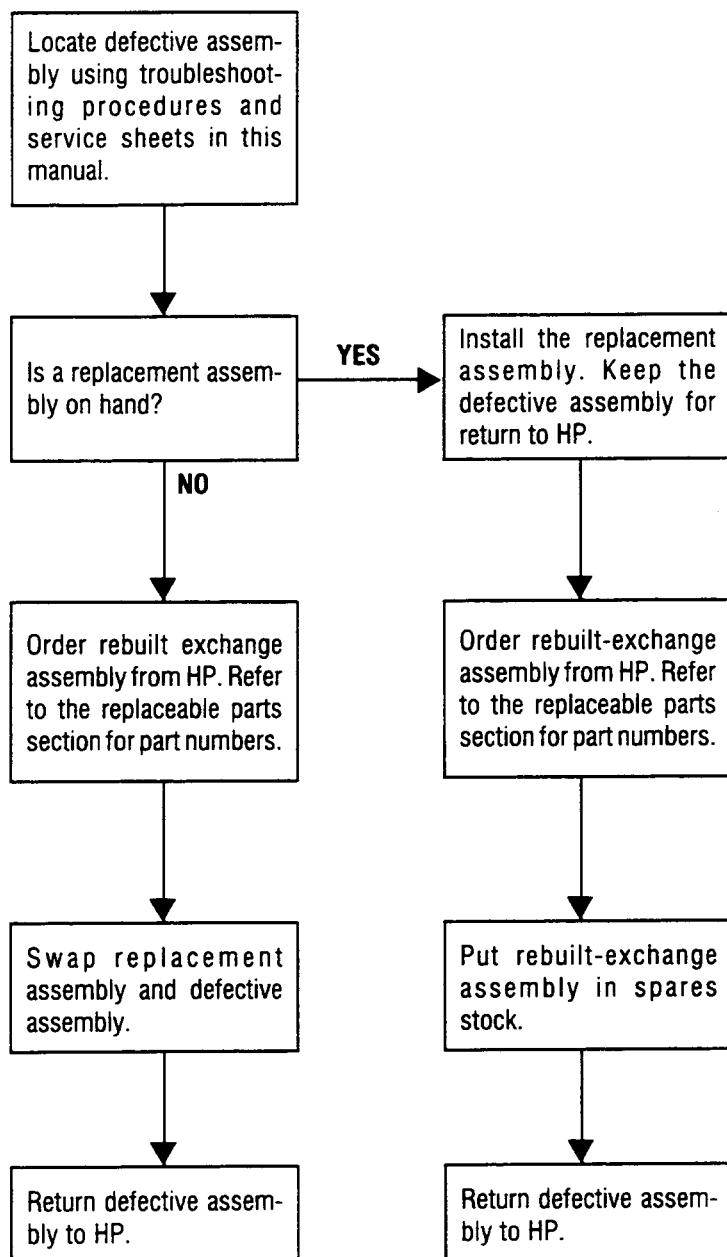 Locate defective assem-
bly using troubleshoot-
ing procedures and
service sheets in this
manual.
Is a replacement assem-
bly on hand?
YES
Install the replacement
assembly. Keep the
defective assembly for
return to HP.
NO
Order rebuilt exchange
assembly from HP. Refer
to the replaceable parts
section for part numbers.
Order rebuilt-exchange
assembly from HP. Refer
to the replaceable parts
section for part numbers.
Swap replacement
assembly and defective
assembly.
Put rebuilt-exchange
assembly in spares
stock.
Return defective assem-
bly to HP.
Return defective assem-
bly to HP.